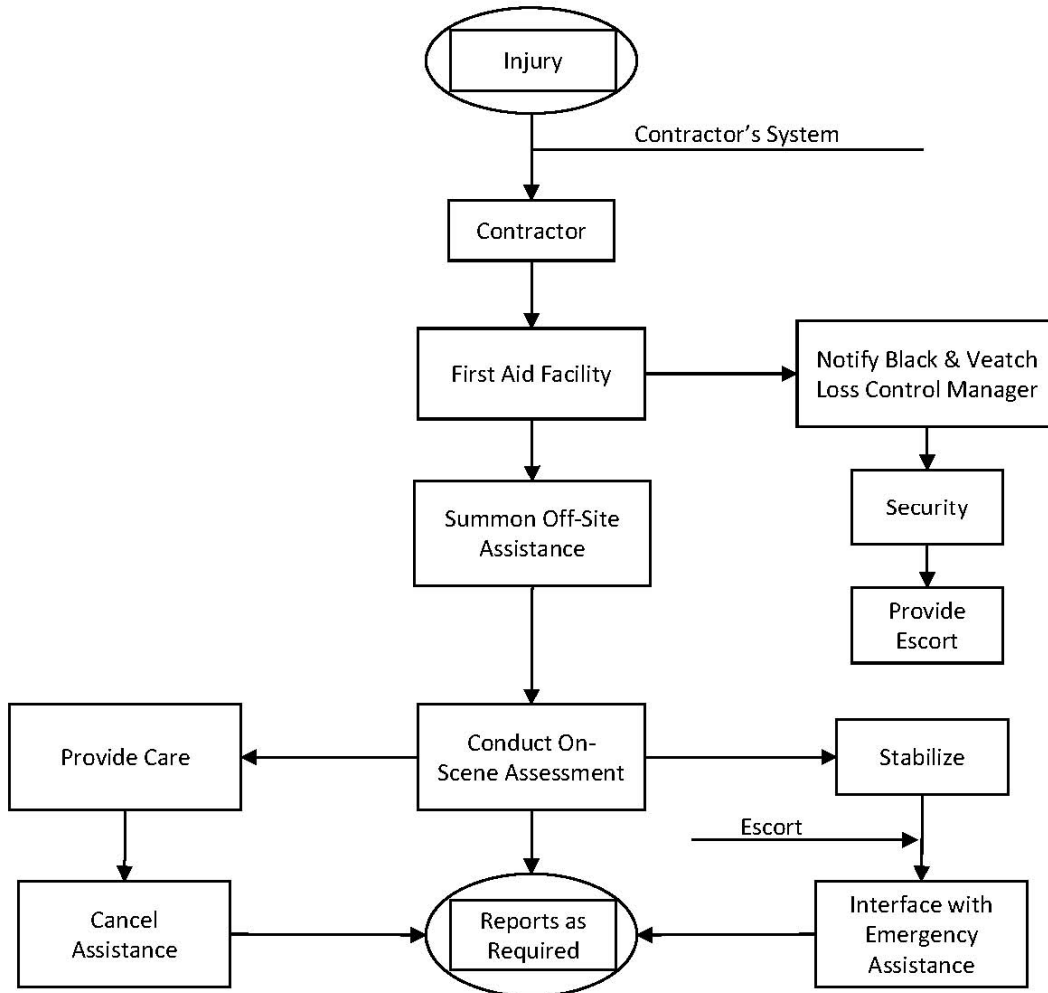 Injury
Contractor’s System
Contractor
First Aid Facility
Notify Black & Veatch
Loss Control Manager
Security
Summon Off-Site
Assistance
Provide
Escort
Provide Care
Conduct On-
Scene Assessment
Stabilize
Escort
Cancel
Assistance
Reports as
Required
Interface with
Emergency
Assistance